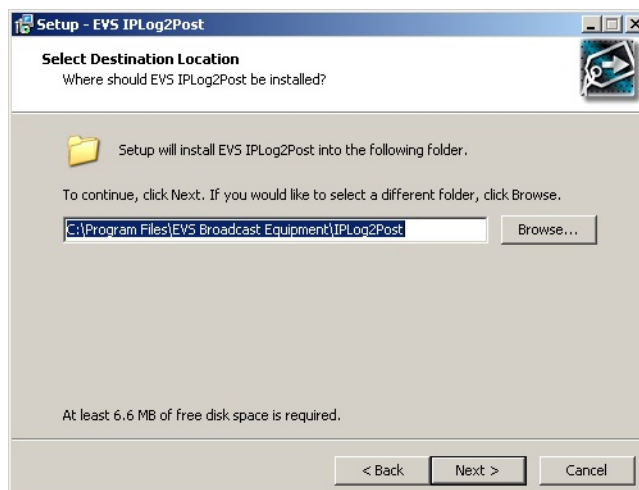 Setup - EVS IPLog2Post
Select Destination Location
Where should EVS IPLog2Post be installed?
Setup will install EVS IPLog2Post into the following folder.
To continue, click Next. If you would like to select a different folder, click Browse.
C:\Program Files\EVS Broadcast Equipment\IPLog2Post
Browse...
At least 6.6 MB of free disk space is required.
< Back
Next >
Cancel